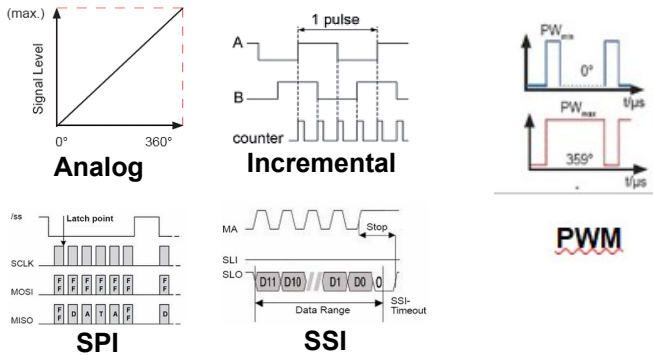 (max.)
Signal Level
0° 360°
Analog
1 pulse
A
B
counter
Incremental
PWmin
0°
t/µs
PWmax
359°
t/µs
PWM
/ss
Latch point
SCLK
MOSI F F F F F F F
F F F F F F F
MISO F D A T A F D
F F
SPI
MA
Stop
SLI
SLO D11 D10 D1 D0 0
SSI-
Timeout
Data Range
SSI